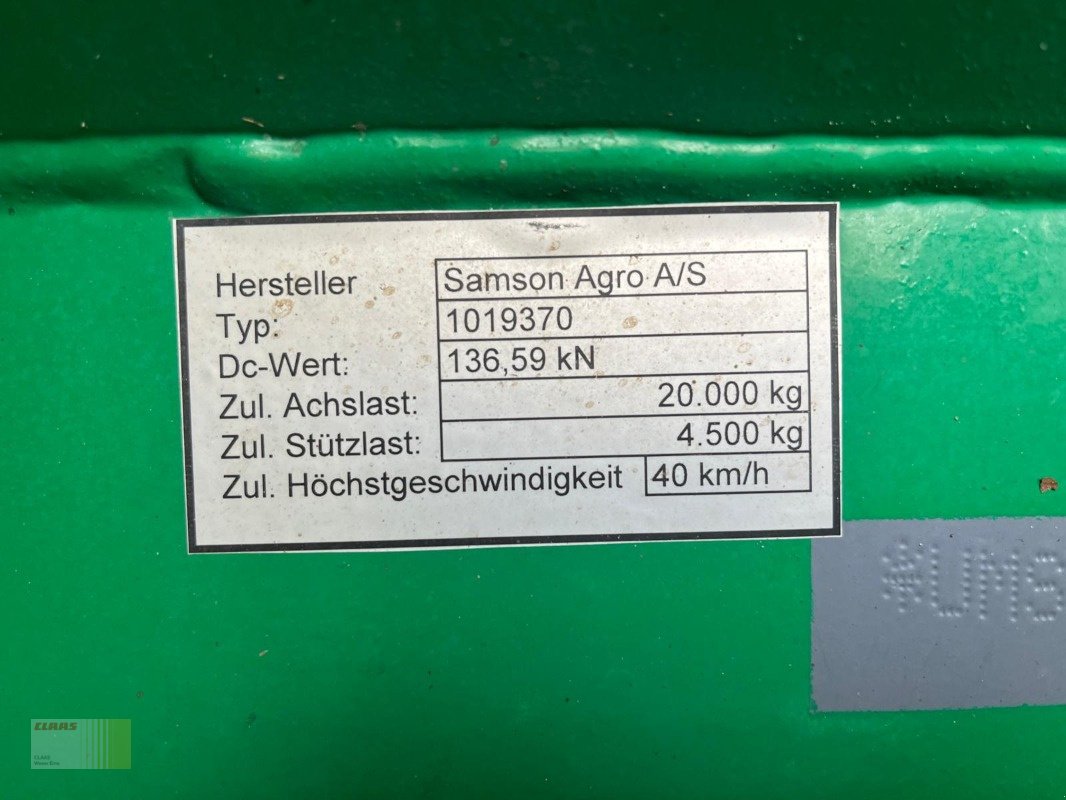 Hersteller Samson Agro A/S
Typ: 1019370
Dc-Wert: 136,59 kN
Zul. Achslast: 20.000 kg
Zul. Stützlast: 4.500 kg
Zul. Höchstgeschwindigkeit 40 km/h
CLAAS
CLAAS